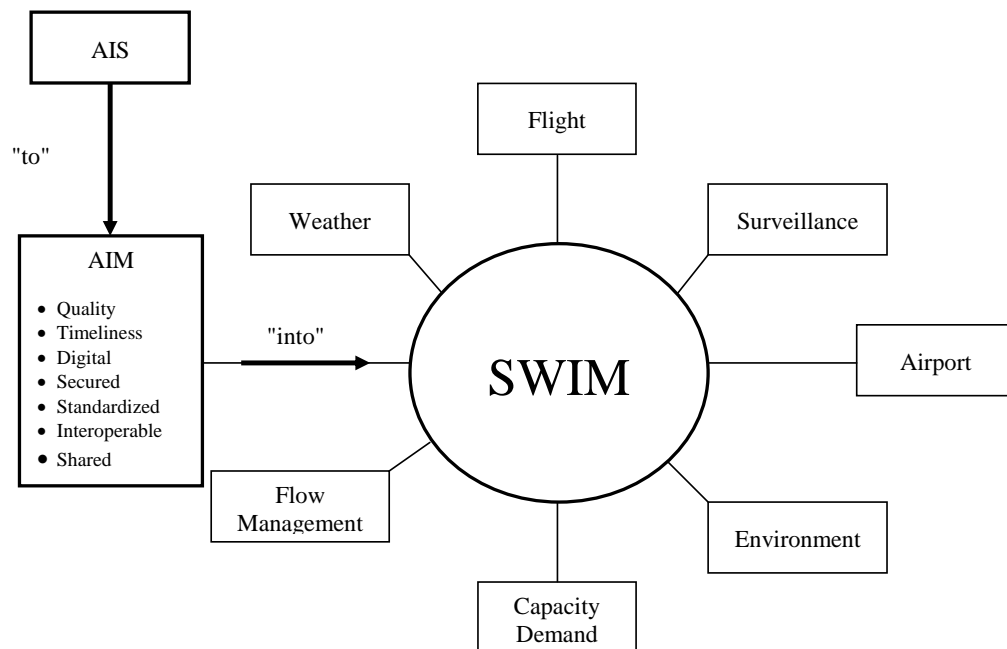 AIS
"to"
AIM
• Quality
• Timeliness
• Digital
• Secured
• Standardized
• Interoperable
• Shared
"into"
SWIM
Flight
Weather
Surveillance
Airport
Environment
Capacity
Demand
Flow
Management